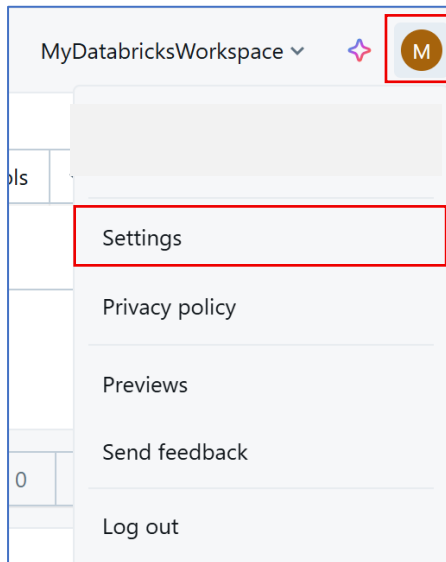 MyDatabricksWorkspace
M
ols
Settings
Privacy policy
Previews
Send feedback
0
Log out